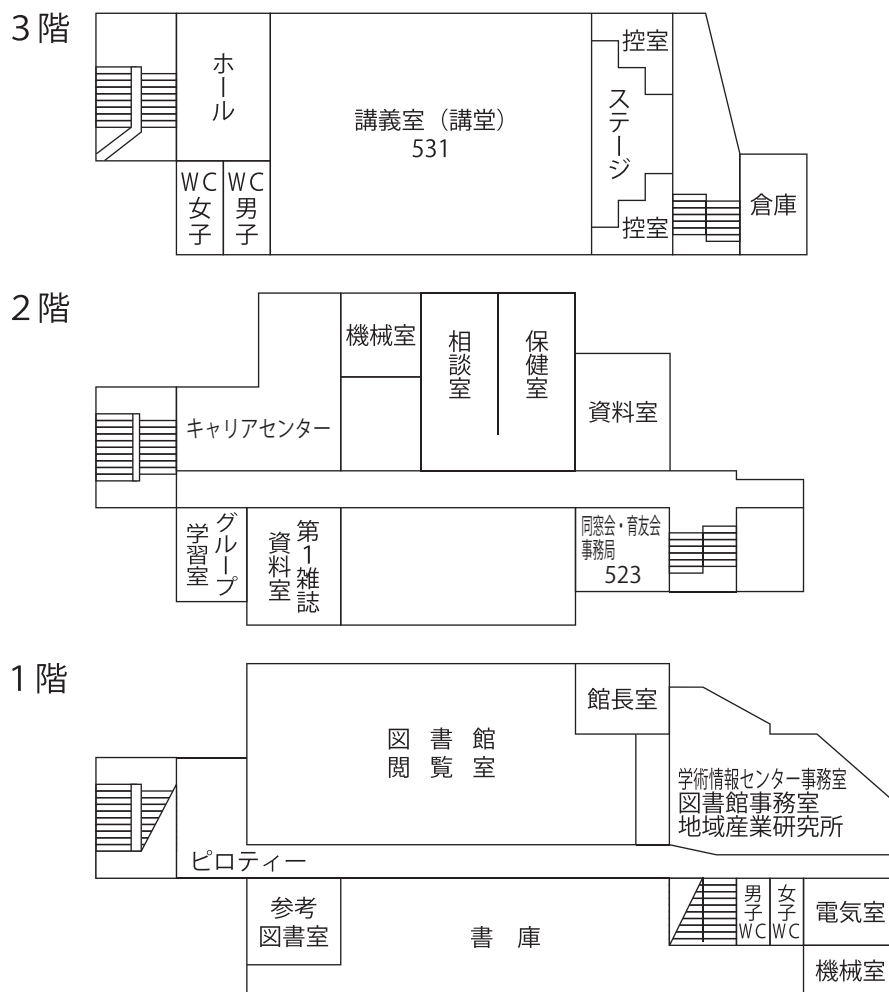 3階
ホール
WC
女子
WC
男子
講義室（講堂）
531
控室
ステージ
控室
倉庫
2階
キャリアセンター
機械室
相談室
保健室
資料室
グループ
学習室
第1雑誌
資料室
同窓会・育友会
事務局
523
1階
図書館
閲覧室
館長室
学術情報センター事務室
図書館事務室
地域産業研究所
ピロティー
参考
図書室
書庫
男子
WC
女子
WC
電気室
機械室